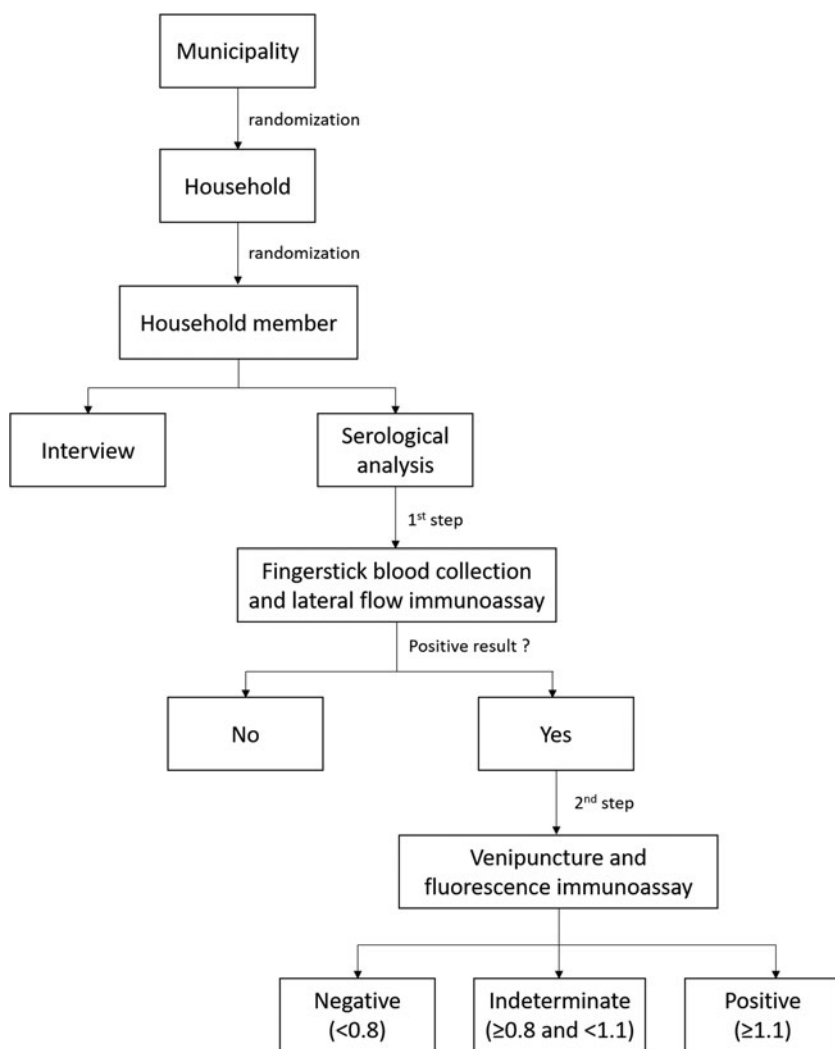 Municipality
randomization
Household
randomization
Household member
Interview
Serological
analysis
1st step
Fingerstick blood collection
and lateral flow immunoassay
Positive result ?
No
Yes
2nd step
Venipuncture and
fluorescence immunoassay
Negative
(<0.8)
Indeterminate
(≥0.8 and <1.1)
Positive
(≥1.1)